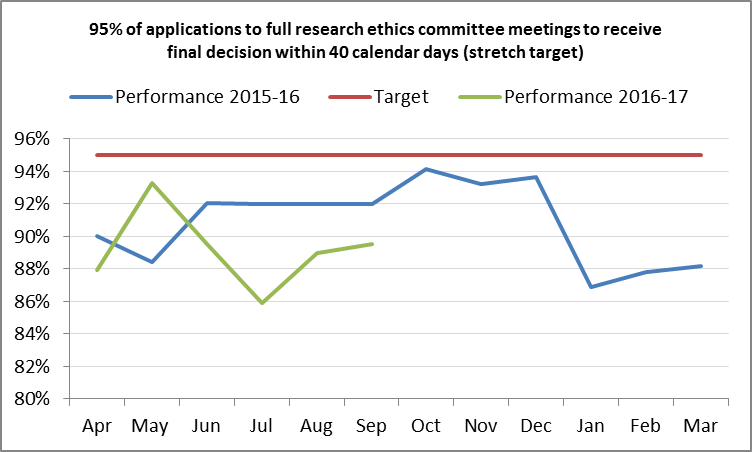 95% of applications to full research ethics committee meetings to receive
final decision within 40 calendar days (stretch target)
Performance 2015-16 Target Performance 2016-17
96%
94%
92%
90%
88%
86%
84%
82%
80%
Apr May Jun Jul Aug Sep Oct Nov Dec Jan Feb Mar